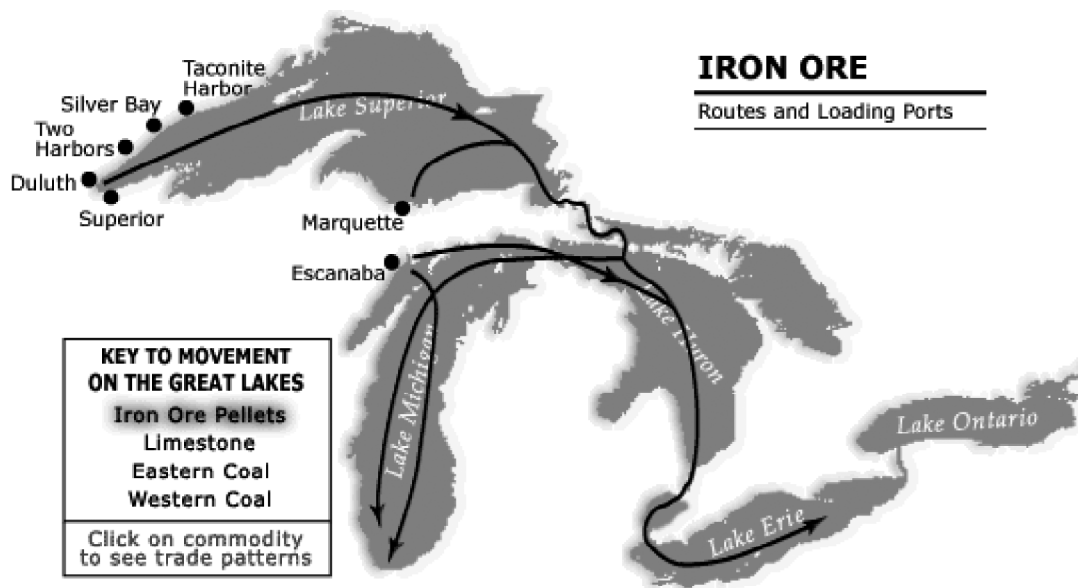 IRON ORE
Routes and Loading Ports
Taconite
Harbor
Silver Bay
Two
Harbors
Duluth
Superior
Lake Superior
Marquette
Escanaba
Lake Michigan
Lake Huron
Lake Ontario
Lake Erie
KEY TO MOVEMENT
ON THE GREAT LAKES
Iron Ore Pellets
Limestone
Eastern Coal
Western Coal
Click on commodity
to see trade patterns